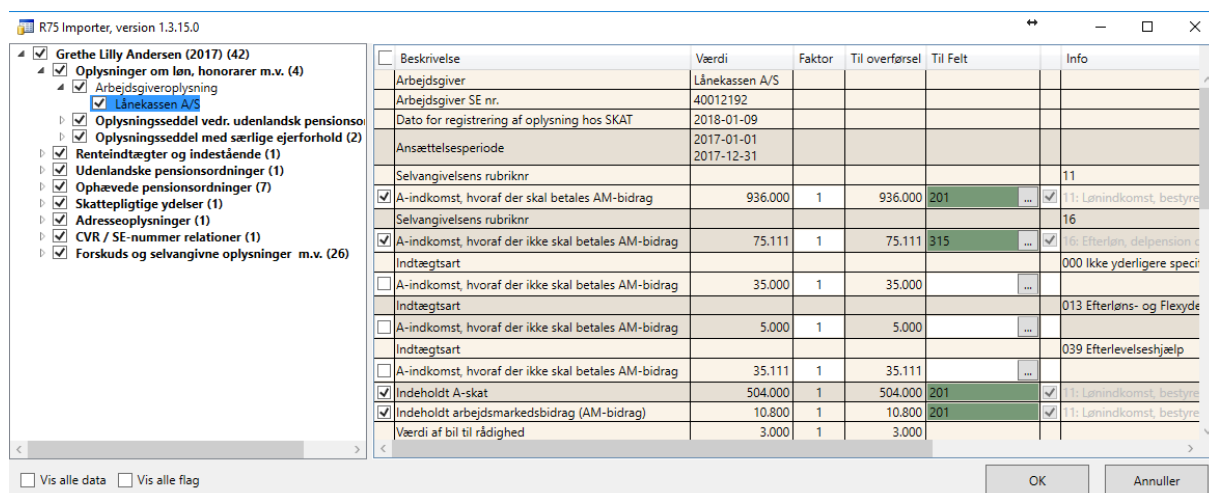 R75 Importer, version 1.3.15.0
Grethe Lilly Andersen (2017) (42)
Oplysninger om løn, honorarer m.v. (4)
Arbejdsgiveroplysning
Lånekassen A/S
Oplysningsseddel vedr. udenlandsk pensionso
Oplysningsseddel med særlige ejerforhold (2)
Renteindtægter og indestående (1)
Udenlandske pensionsordninger (1)
Ophævede pensionsordninger (7)
Skattepligtige ydelser (1)
Adresseoplysninger (1)
CVR / SE-nummer relationer (1)
Forskuds og selvangivne oplysninger m.v. (26)
Beskrivelse Værdi Faktor Til overførsel Til Felt Info
Arbejdsgiver Lånekassen A/S
Arbejdsgiver SE nr. 40012192
Dato for registrering af oplysning hos SKAT 2018-01-09
Ansættelsesperiode 2017-01-01
2017-12-31
Selvangivelsens rubriknr 11
A-indkomst, hvoraf der skal betales AM-bidrag 936.000 1 936.000 201 ... 11: Lønindkomst, bestyre
Selvangivelsens rubriknr 16
A-indkomst, hvoraf der ikke skal betales AM-bidrag 75.111 1 75.111 315 ... 16: Efterløn, delpension o
Indtægtsart 000 Ikke yderligere speci
A-indkomst, hvoraf der ikke skal betales AM-bidrag 35.000 1 35.000 ...
Indtægtsart 013 Efterløns- og Flexyde
A-indkomst, hvoraf der ikke skal betales AM-bidrag 5.000 1 5.000 ...
Indtægtsart 039 Efterlevelseshjælp
A-indkomst, hvoraf der ikke skal betales AM-bidrag 35.111 1 35.111 ...
Indeholdt A-skat 504.000 1 504.000 201 11: Lønindkomst, bestyre
Indeholdt arbejdsmarkedsbidrag (AM-bidrag) 10.800 1 10.800 201 11: Lønindkomst, bestyre
Værdi af bil til rådighed 3.000 1 3.000
Vis alle data Vis alle flag OK Annuller